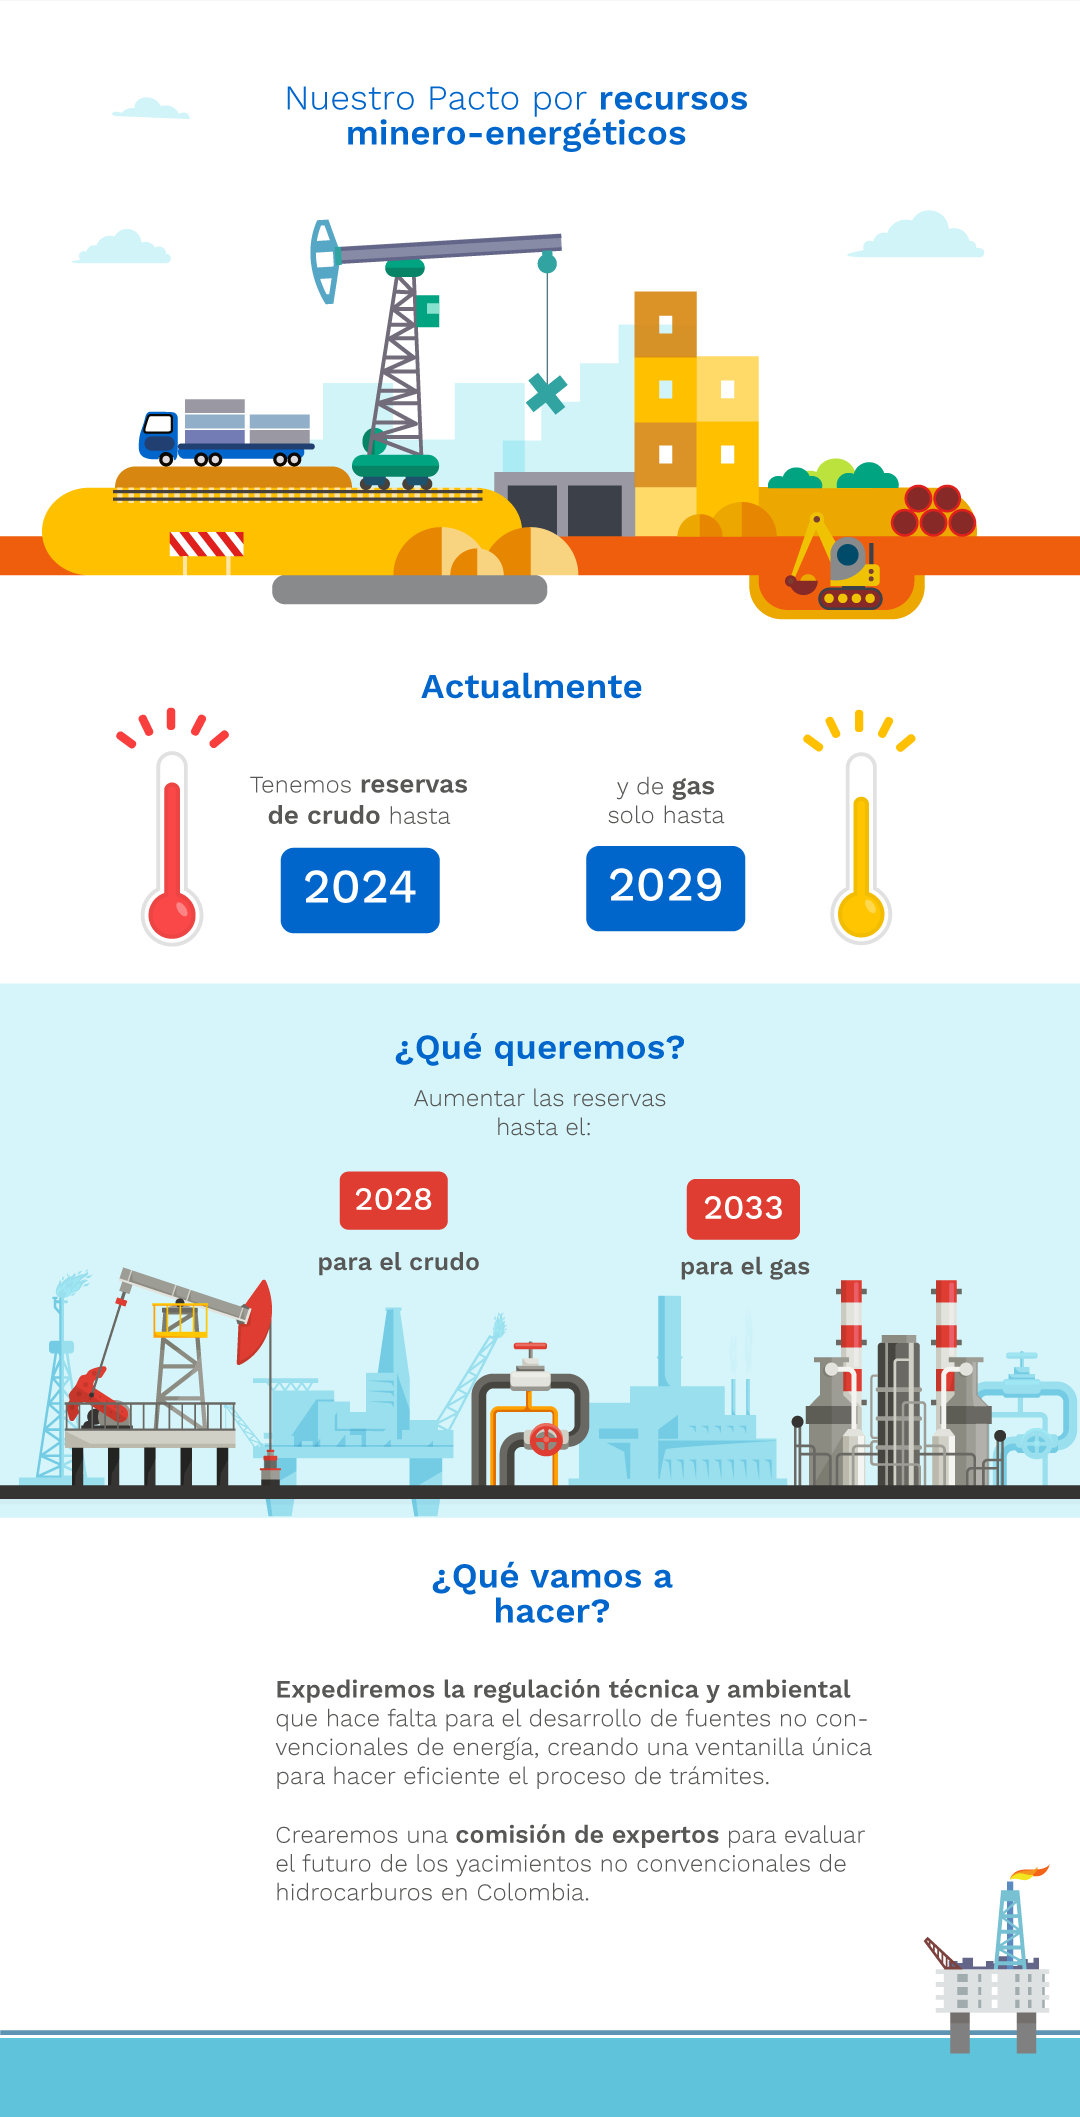 Nuestro Pacto por recursos
minero-energéticos
Actualmente
Tenemos reservas
de crudo hasta
2024
y de gas
solo hasta
2029
¿Qué queremos?
Aumentar las reservas
hasta el:
2028
para el crudo
2033
para el gas
¿Qué vamos a
hacer?
Expediremos la regulación técnica y ambiental
que hace falta para el desarrollo de fuentes no con-
vencionales de energía, creando una ventanilla única
para hacer eficiente el proceso de trámites.
Crearemos una comisión de expertos para evaluar
el futuro de los yacimientos no convencionales de
hidrocarburos en Colombia.